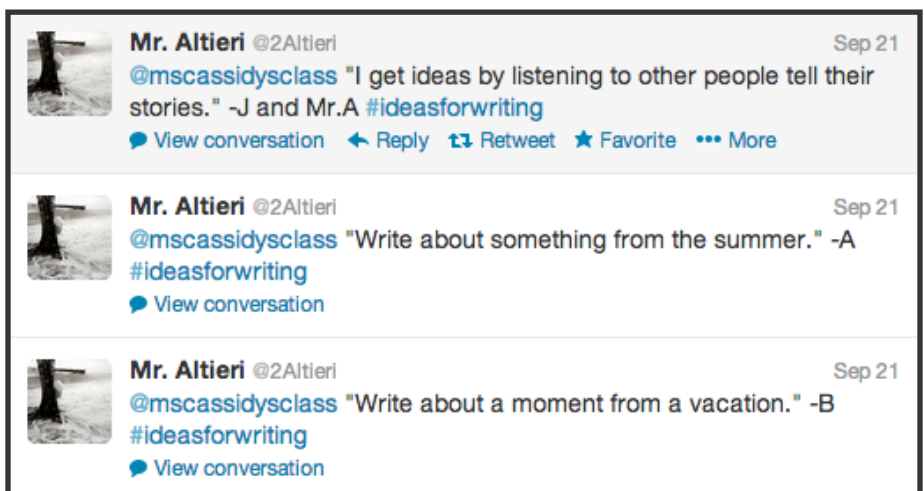 Mr. Altieri @2Altieri Sep 21
@mscassidysclass "I get ideas by listening to other people tell their
stories." -J and Mr.A #ideasforwriting
View conversation Reply Retweet Favorite More
Mr. Altieri @2Altieri Sep 21
@mscassidysclass "Write about something from the summer." -A
#ideasforwriting
View conversation
Mr. Altieri @2Altieri Sep 21
@mscassidysclass "Write about a moment from a vacation." -B
#ideasforwriting
View conversation